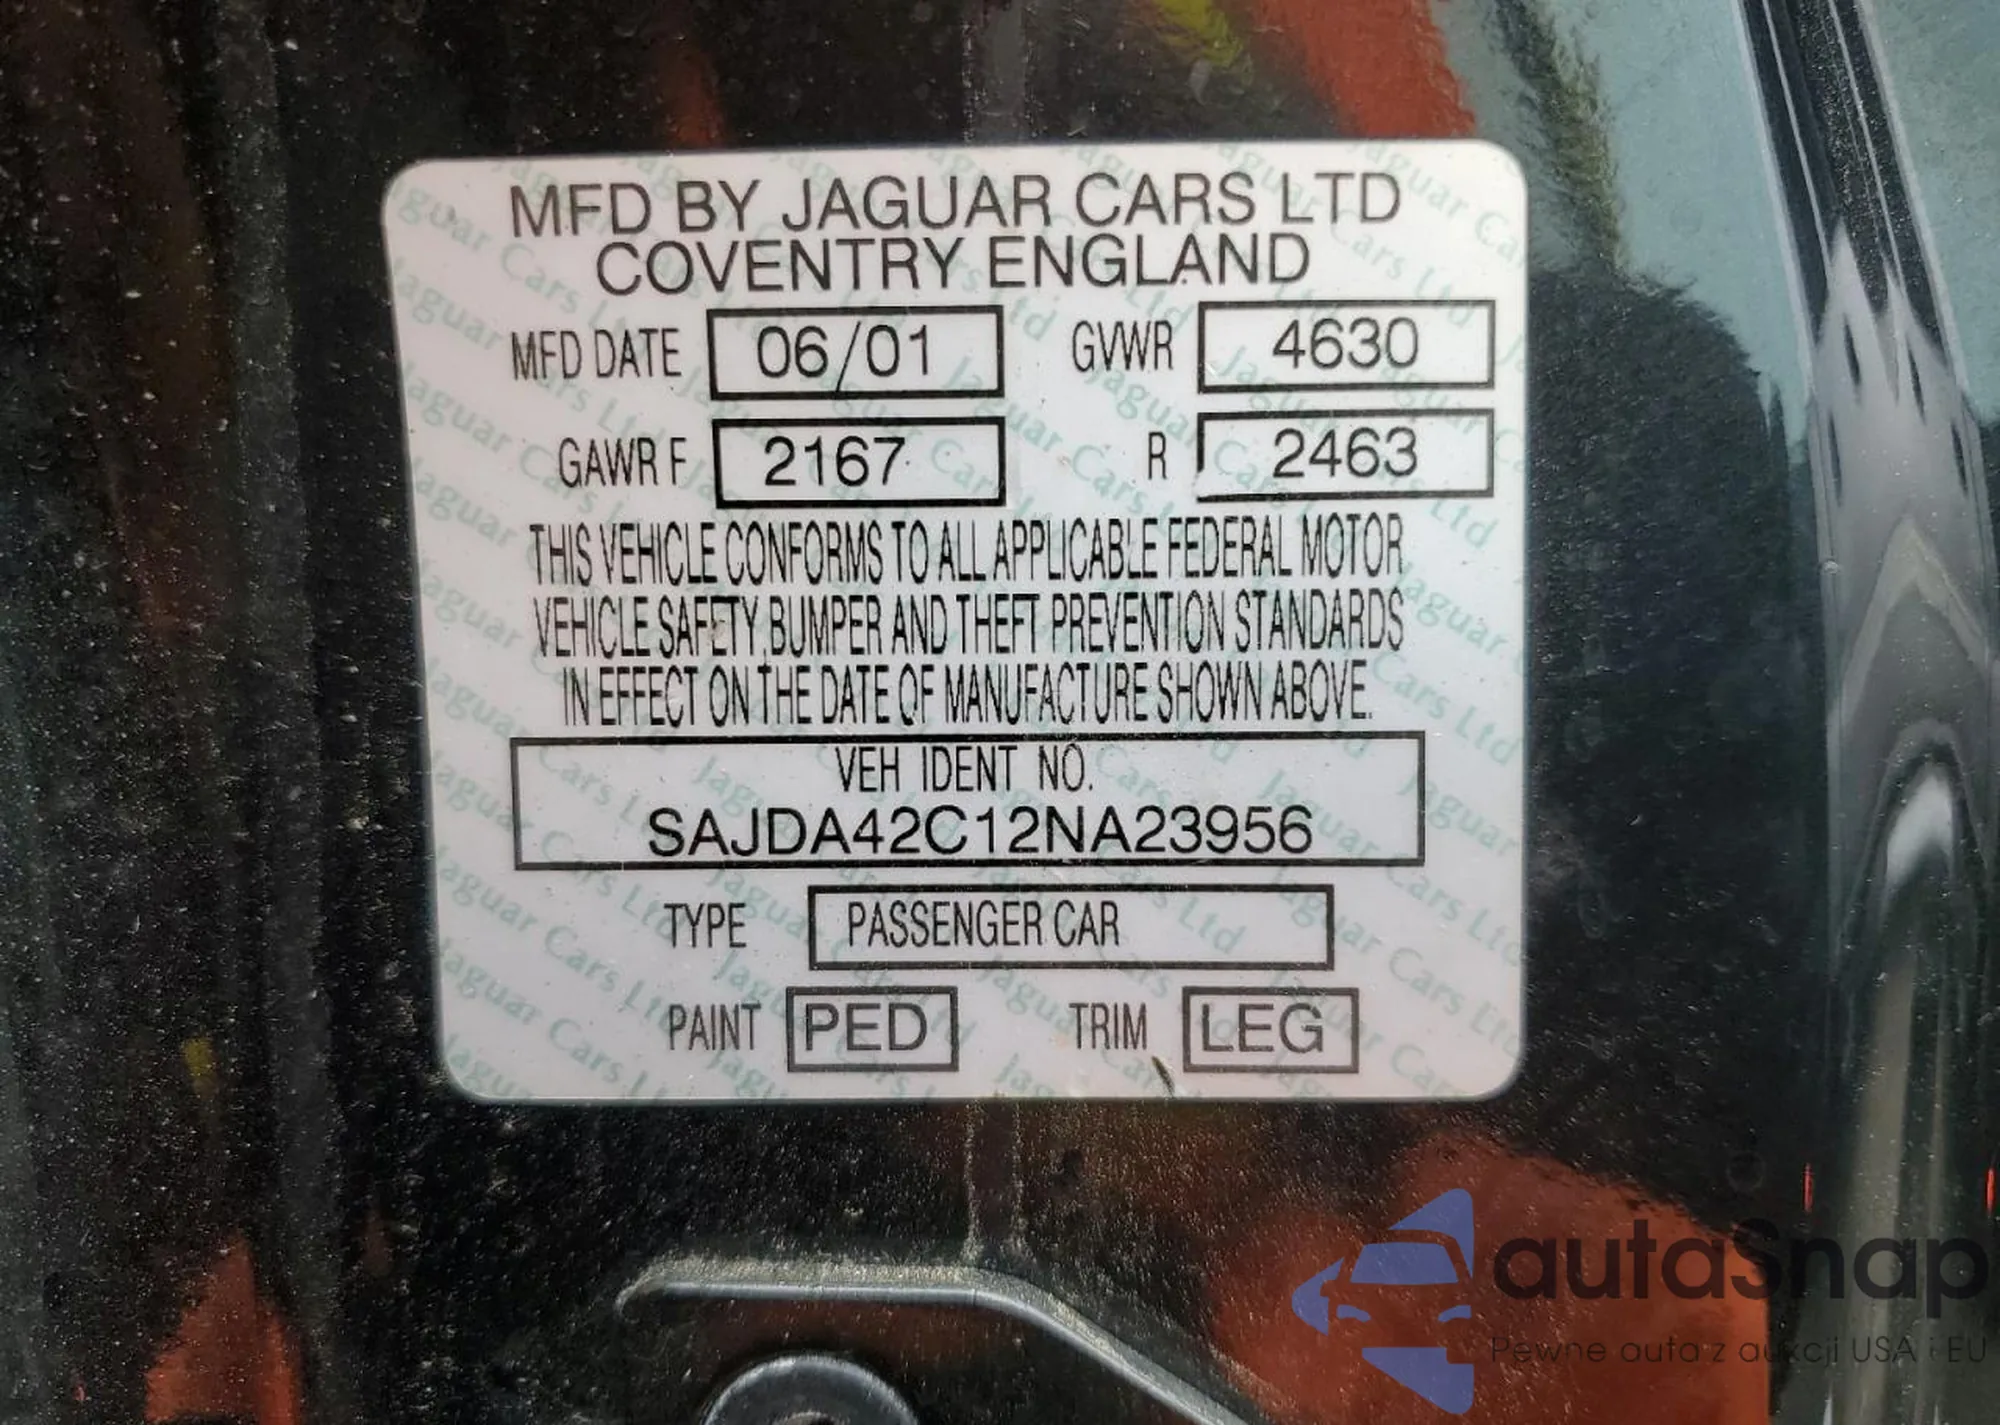 MFD BY JAGUAR CARS LTD
COVENTRY ENGLAND
MFD DATE 06/01 GVWR 4630
GAWR F 2167 R 2463
THIS VEHICLE CONFORMS TO ALL APPLICABLE FEDERAL MOTOR
VEHICLE SAFETY, BUMPER AND THEFT PREVENTION STANDARDS
IN EFFECT ON THE DATE OF MANUFACTURE SHOWN ABOVE.
VEH IDENT NO.
SAJDA42C12NA23956
TYPE PASSENGER CAR
PAINT PED TRIM LEG
autasnap
Pewne auta z aukcji USA i EU